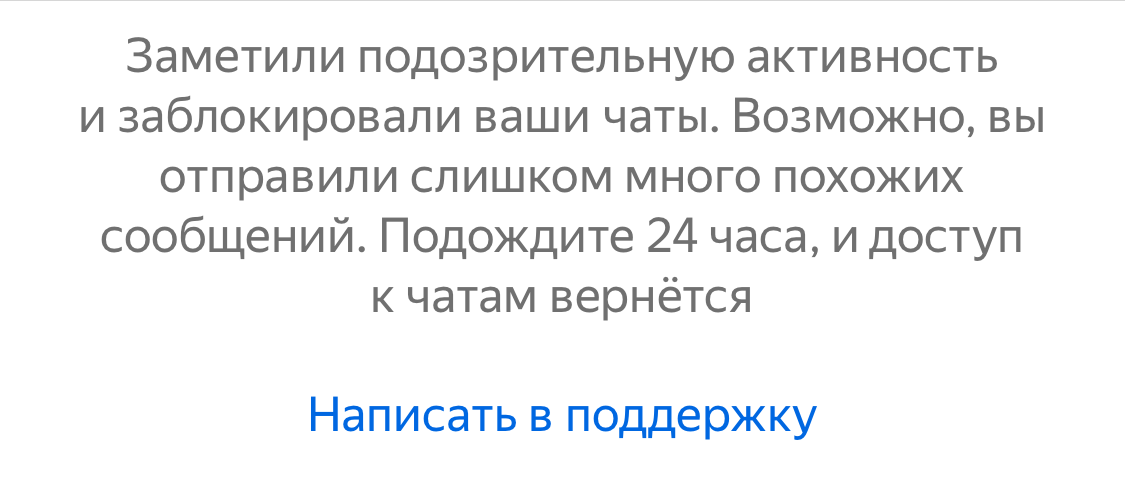 Заметили подозрительную активность
и заблокировали ваши чаты. Возможно, вы
отправили слишком много похожих
сообщений. Подождите 24 часа, и доступ
к чатам вернётся
Написать в поддержку